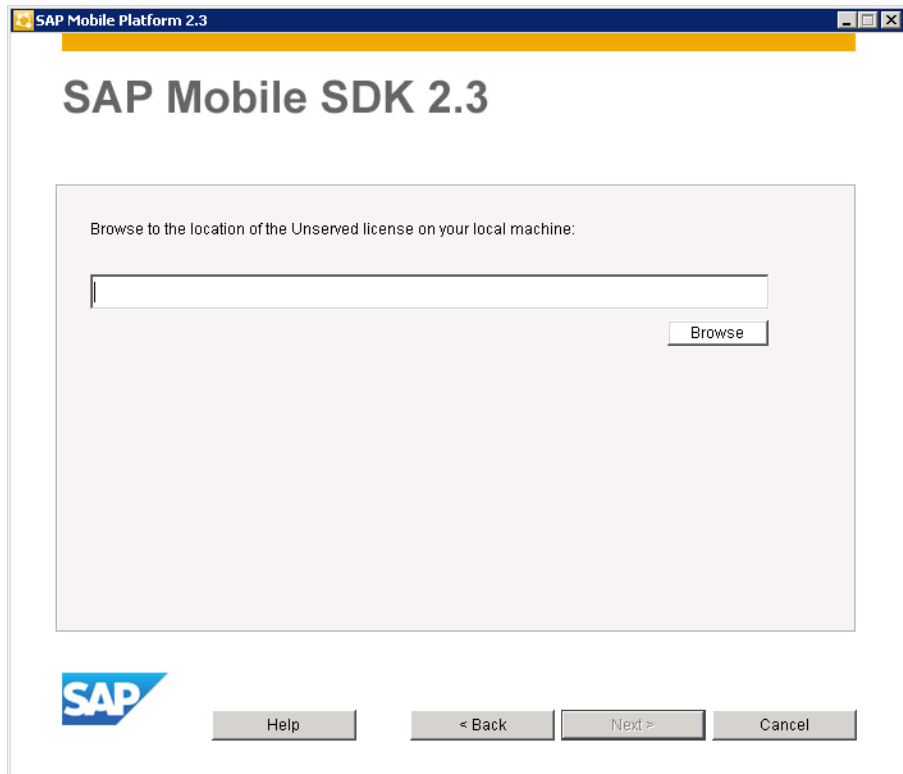 SAP Mobile Platform 2.3
SAP Mobile SDK 2.3
Browse to the location of the Unserved license on your local machine:
Browse
SAP
Help
< Back
Next >
Cancel